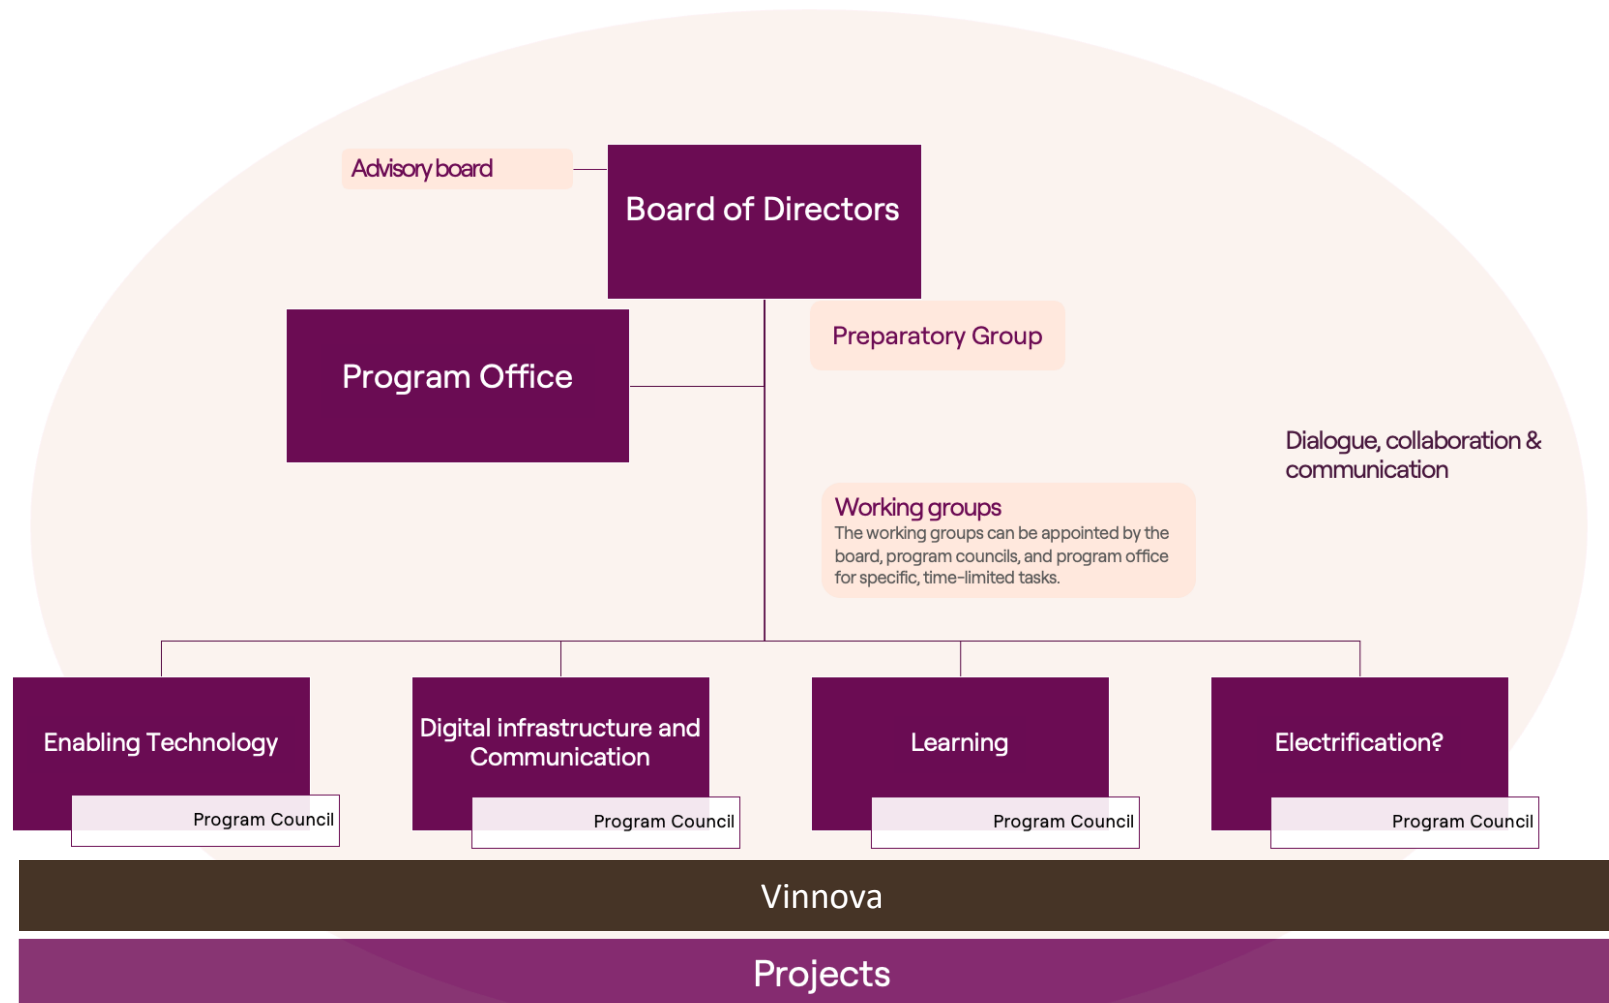 Advisory board
Board of Directors
Preparatory Group
Program Office
Dialogue, collaboration &
communication
Working groups
The working groups can be appointed by the
board, program councils, and program office
for specific, time-limited tasks.
Enabling Technology
Program Council
Digital infrastructure and
Communication
Program Council
Learning
Program Council
Electrification?
Program Council
Vinnova
Projects